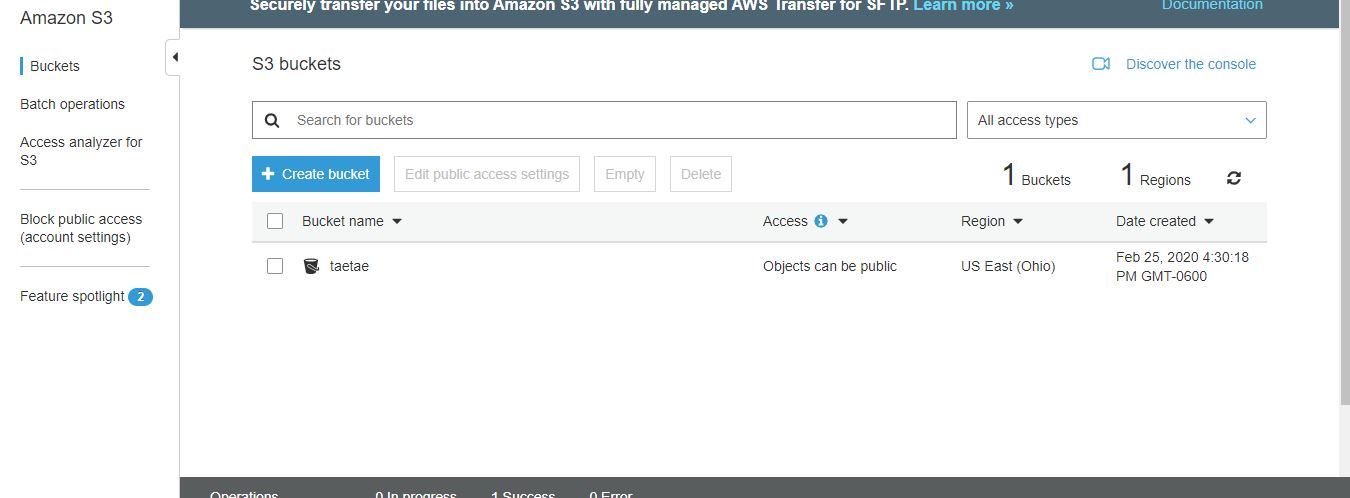 Amazon S3
Buckets
Batch operations
Access analyzer for
S3
Block public access
(account settings)
Feature spotlight 2
Securely transfer your files into Amazon S3 with fully managed AWS Transfer for SFTP. Learn more »
Documentation
S3 buckets
Discover the console
Search for buckets
All access types
+ Create bucket
Edit public access settings
Empty
Delete
1 Buckets
1 Regions
Bucket name
Access
Region
Date created
taetae
Objects can be public
US East (Ohio)
Feb 25, 2020 4:30:18
PM GMT-0600
Operations
0 In progress
1 Success
0 Error